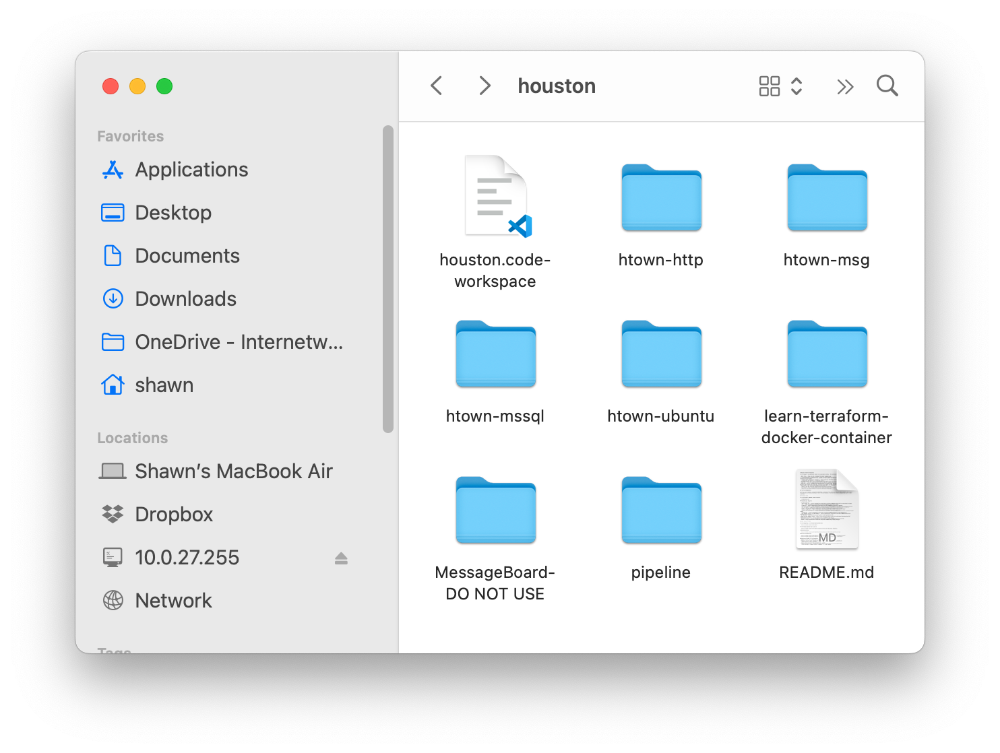 houston
Favorites
Applications
Desktop
Documents
Downloads
OneDrive - Internetw...
shawn
Locations
Shawn's MacBook Air
Dropbox
10.0.27.255
Network
Tags
houston.code-
workspace
htown-http
htown-msg
htown-mssql
htown-ubuntu
learn-terraform-
docker-container
MessageBoard-
DO NOT USE
pipeline
MD
README.md